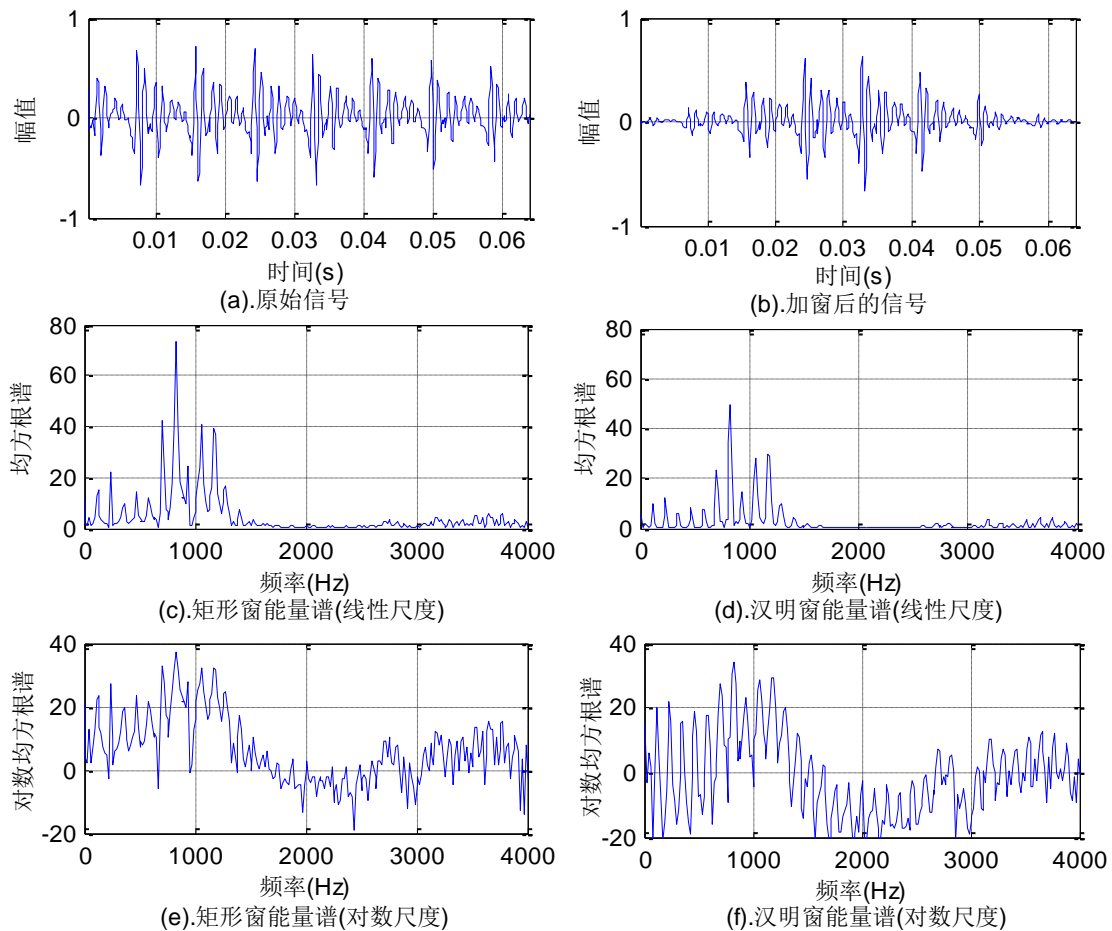 1
0
-1
幅值
0.01 0.02 0.03 0.04 0.05 0.06
时间(s)
(a).原始信号
1
0
-1
幅值
0.01 0.02 0.03 0.04 0.05 0.06
时间(s)
(b).加窗后的信号
80
60
40
20
0
均方根谱
0 1000 2000 3000 4000
频率(Hz)
(c).矩形窗能量谱(线性尺度)
80
60
40
20
0
均方根谱
0 1000 2000 3000 4000
频率(Hz)
(d).汉明窗能量谱(线性尺度)
40
20
0
-20
对数均方根谱
0 1000 2000 3000 4000
频率(Hz)
(e).矩形窗能量谱(对数尺度)
40
20
0
-20
对数均方根谱
0 1000 2000 3000 4000
频率(Hz)
(f).汉明窗能量谱(对数尺度)